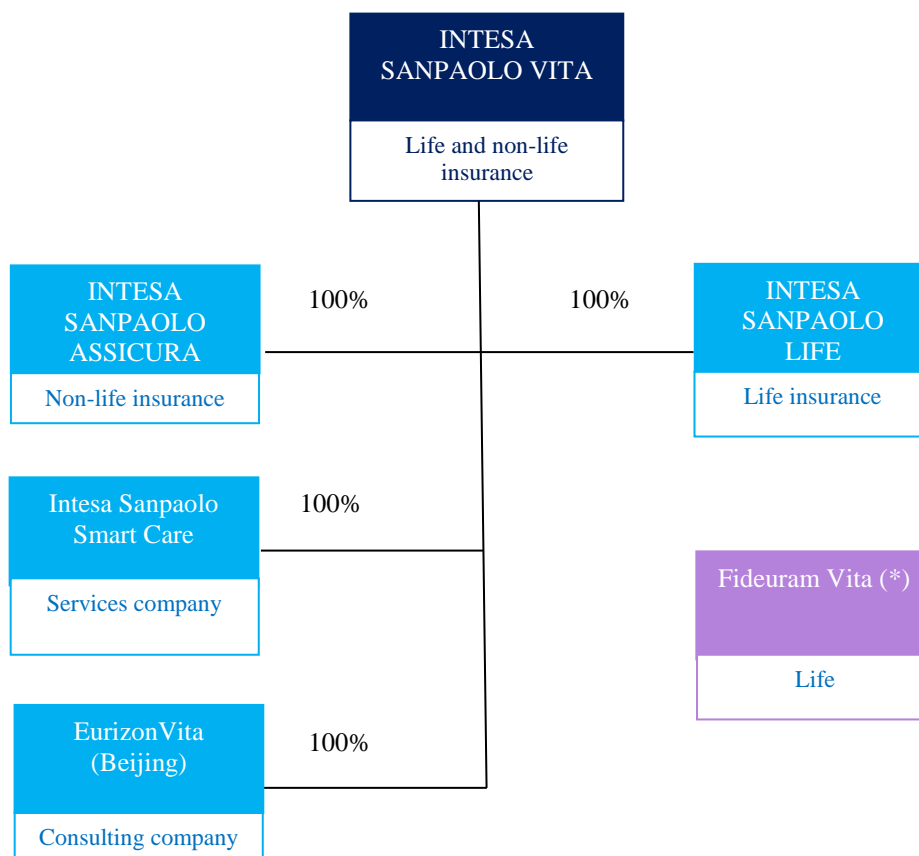 INTESA
SANPAOLO VITA
Life and non-life
insurance
INTESA
SANPAOLO
ASSICURA
Non-life insurance
100%
100%
INTESA
SANPAOLO
LIFE
Life insurance
Intesa Sanpaolo
Smart Care
Services company
100%
Fideuram Vita (*)
Life
EurizonVita
(Beijing)
Consulting company
100%